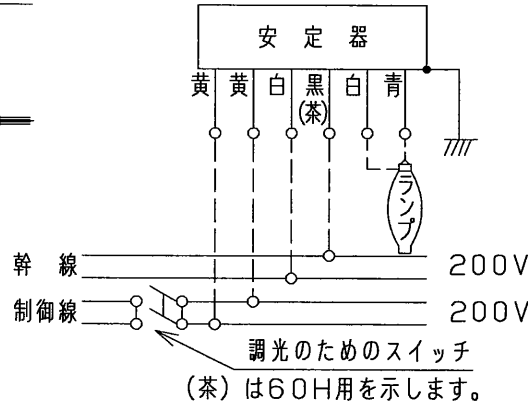 安定器
黄 黄 白 黒 白 青
(茶)
ランプ
幹線 200V
制御線 200V
調光のためのスイッチ
(茶)は60H用を示します。